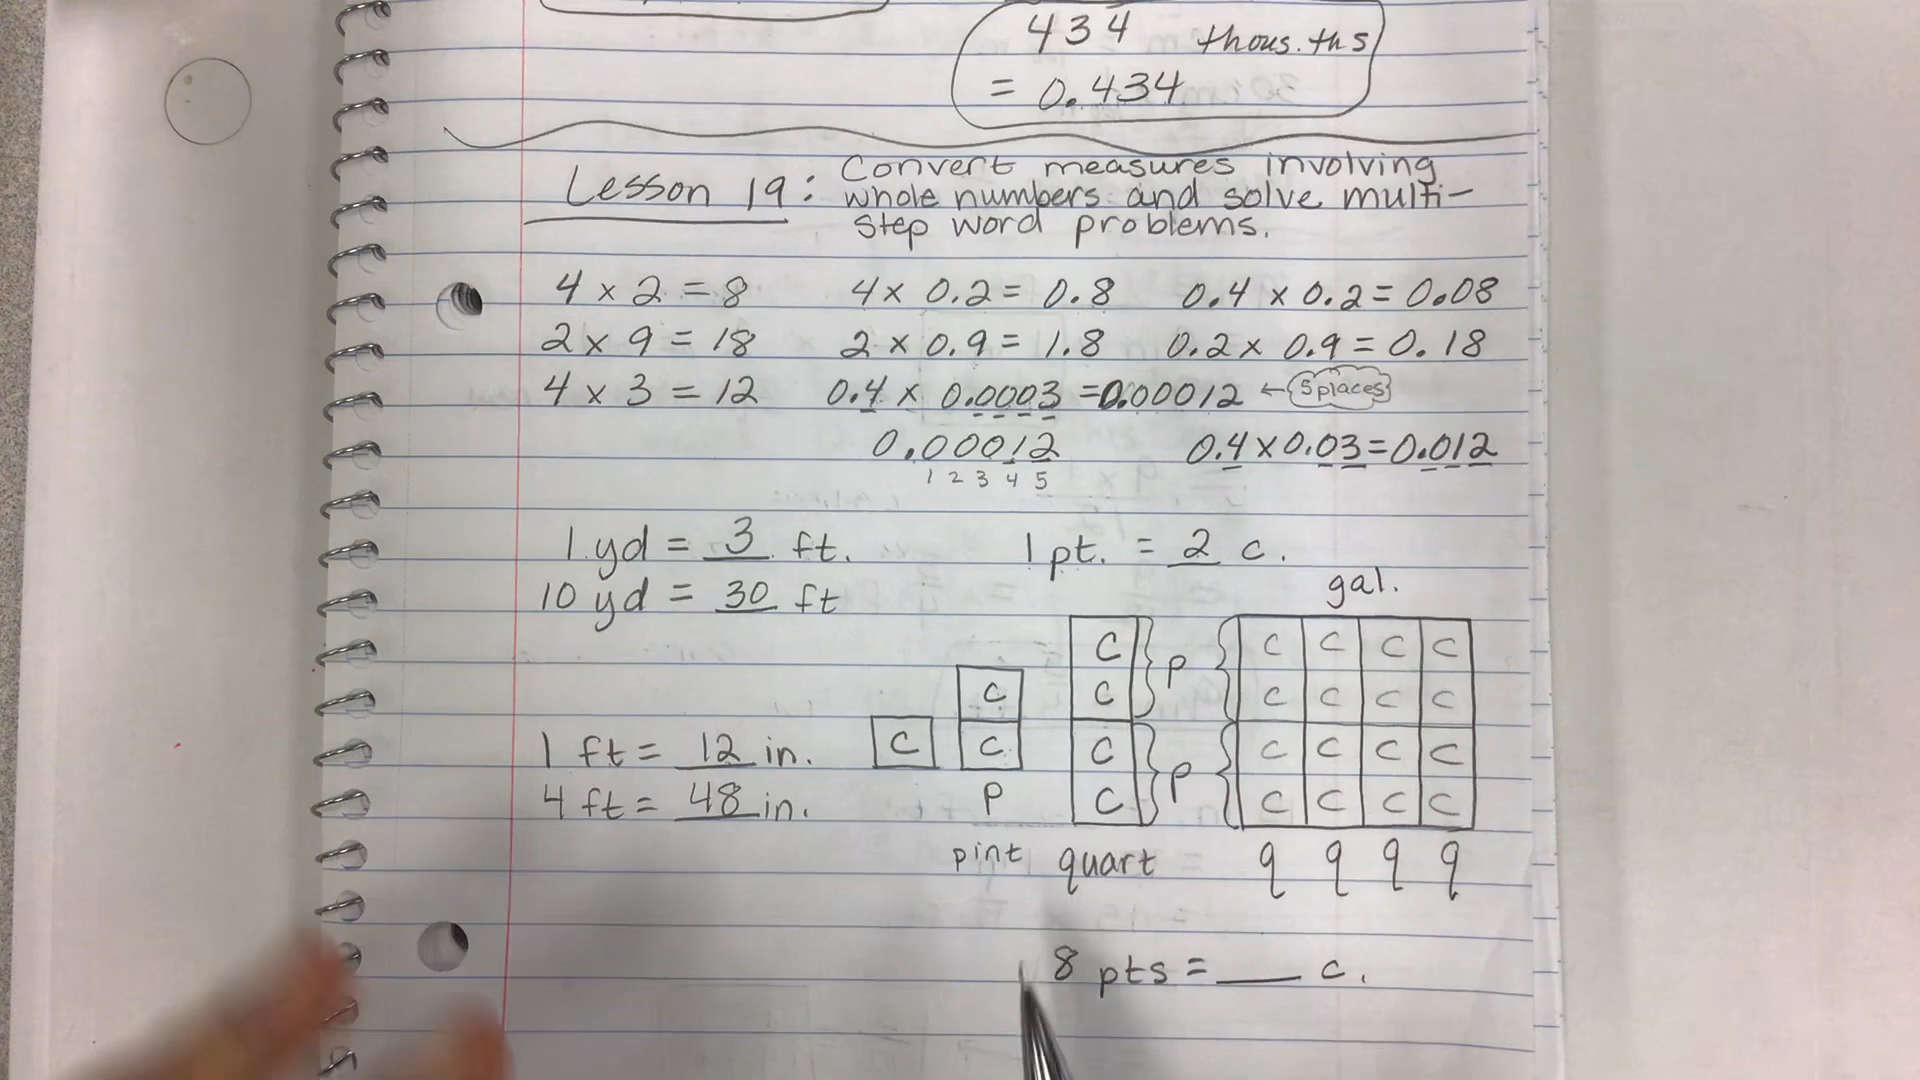 434 thous.ths
= 0.434
Lesson 19: Convert measures involving
whole numbers and solve multi-
step word problems.
4 x 2 = 8 4 x 0.2 = 0.8 0.4 x 0.2 = 0.08
2 x 9 = 18 2 x 0.9 = 1.8 0.2 x 0.9 = 0.18
4 x 3 = 12 0.4 x 0.0003 = 0.00012 ← 5 places
0.00012 0.4 x 0.03 = 0.012
1 2 3 4 5
1 yd = 3 ft. 1 pt. = 2 c.
10 yd = 30 ft
gal.
C C C C C
P
C C C C C C
1 ft = 12 in. C C C C C C C
P
4 ft = 48 in. P C C C C C
pint quart q q q q
8 pts = ___ c.